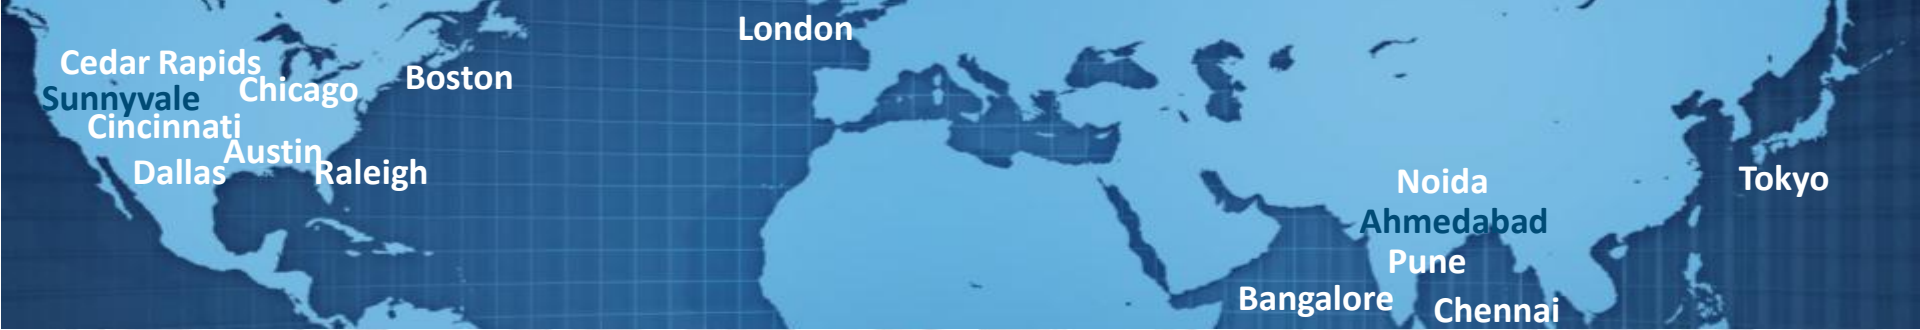 London
Cedar Rapids
Boston
Chicago
Sunnyvale
Cincinnati
Austin
Dallas
Raleigh
Noida
Tokyo
Ahmedabad
Pune
Bangalore
Chennai